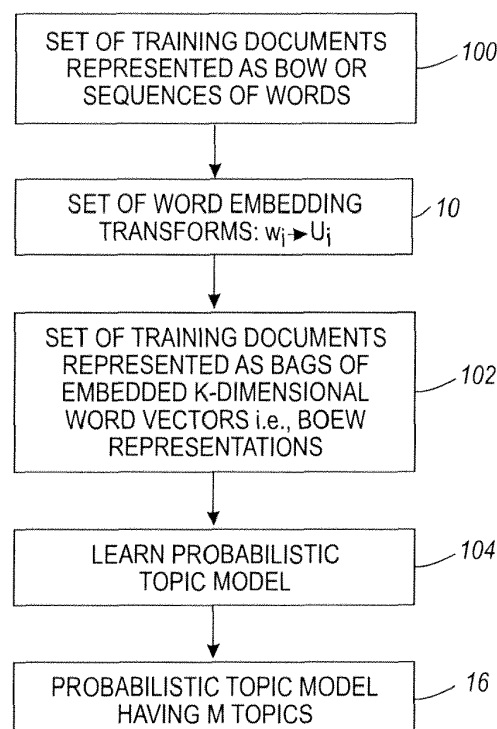 SET OF TRAINING DOCUMENTS
REPRESENTED AS BOW OR
SEQUENCES OF WORDS
100
SET OF WORD EMBEDDING
TRANSFORMS: wi→Ui
10
SET OF TRAINING DOCUMENTS
REPRESENTED AS BAGS OF
EMBEDDED K-DIMENSIONAL
WORD VECTORS i.e., BOEW
REPRESENTATIONS
102
LEARN PROBABILISTIC
TOPIC MODEL
104
PROBABILISTIC TOPIC MODEL
HAVING M TOPICS
16